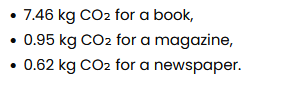 • 7.46 kg CO₂ for a book,
• 0.95 kg CO₂ for a magazine,
• 0.62 kg CO₂ for a newspaper.